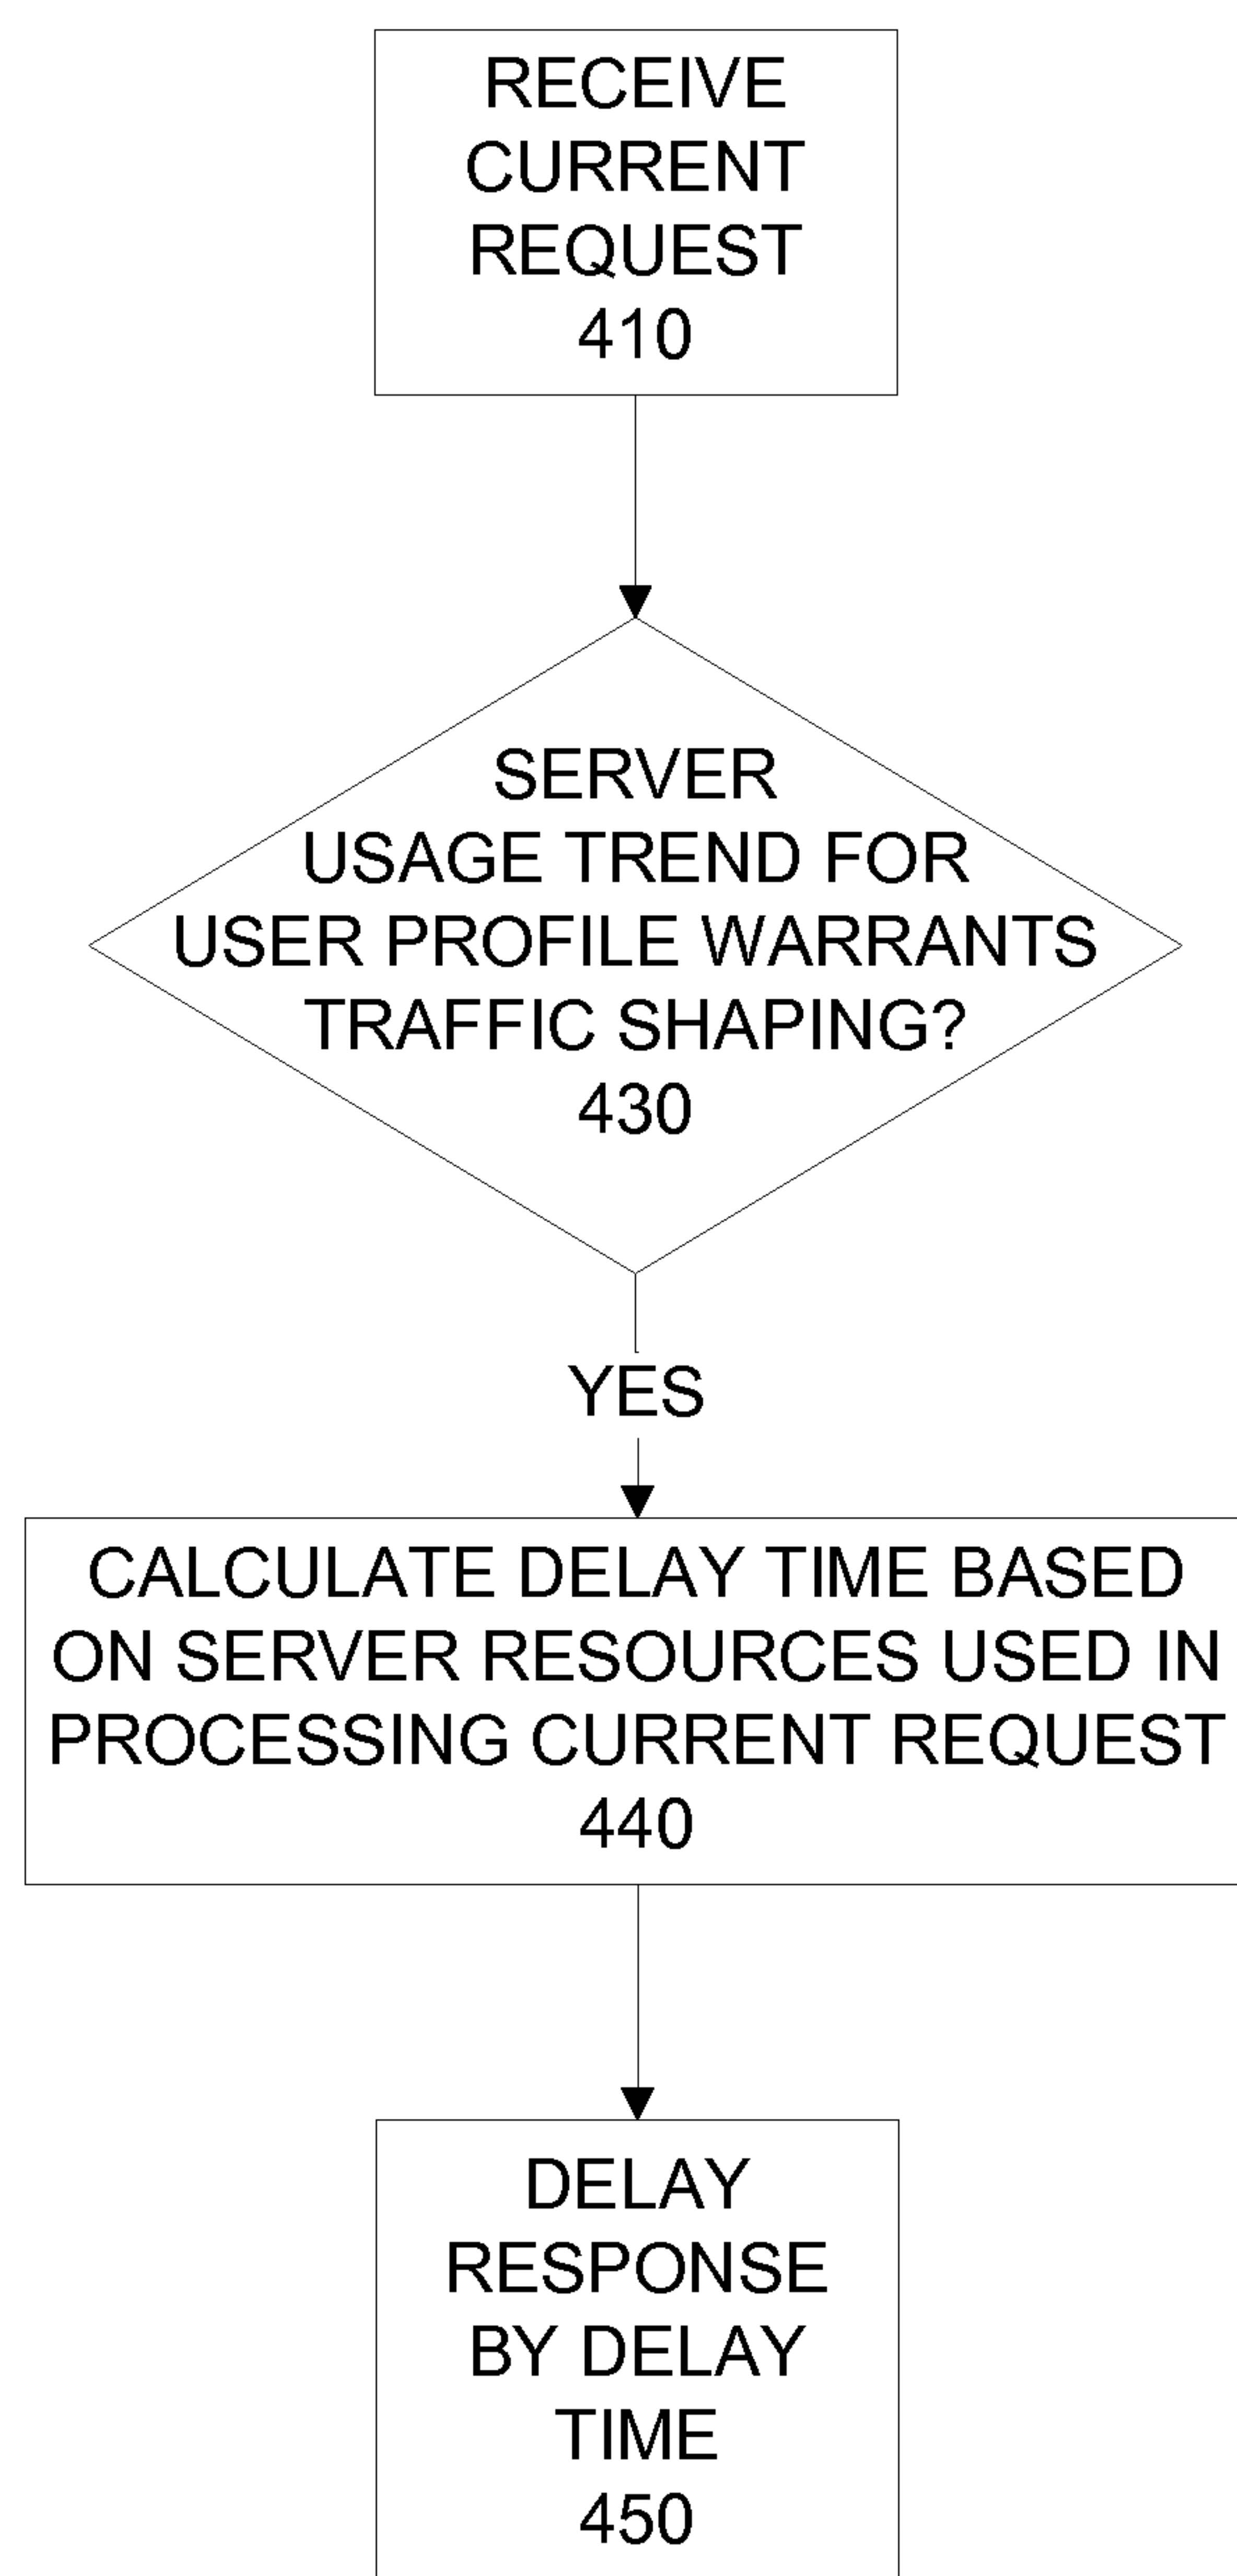 RECEIVE
CURRENT
REQUEST
410
SERVER
USAGE TREND FOR
USER PROFILE WARRANTS
TRAFFIC SHAPING?
430
YES
CALCULATE DELAY TIME BASED
ON SERVER RESOURCES USED IN
PROCESSING CURRENT REQUEST
440
DELAY
RESPONSE
BY DELAY
TIME
450